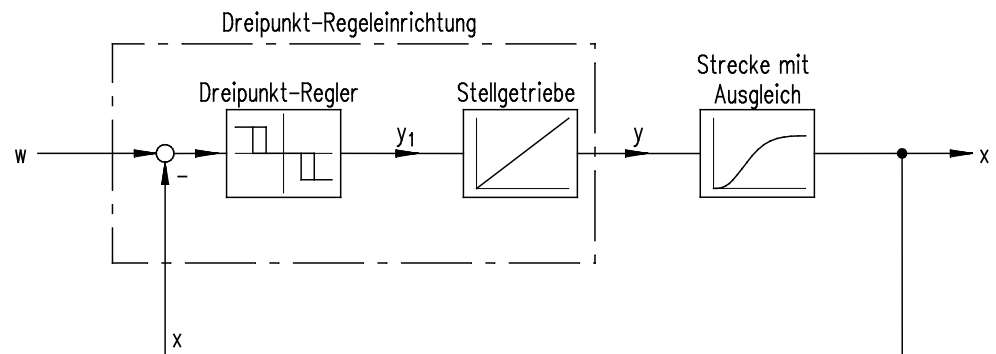 Dreipunkt-Regeleinrichtung
Dreipunkt-Regler
Stellgetriebe
Strecke mit
Ausgleich
w
-
y1
y
x
x